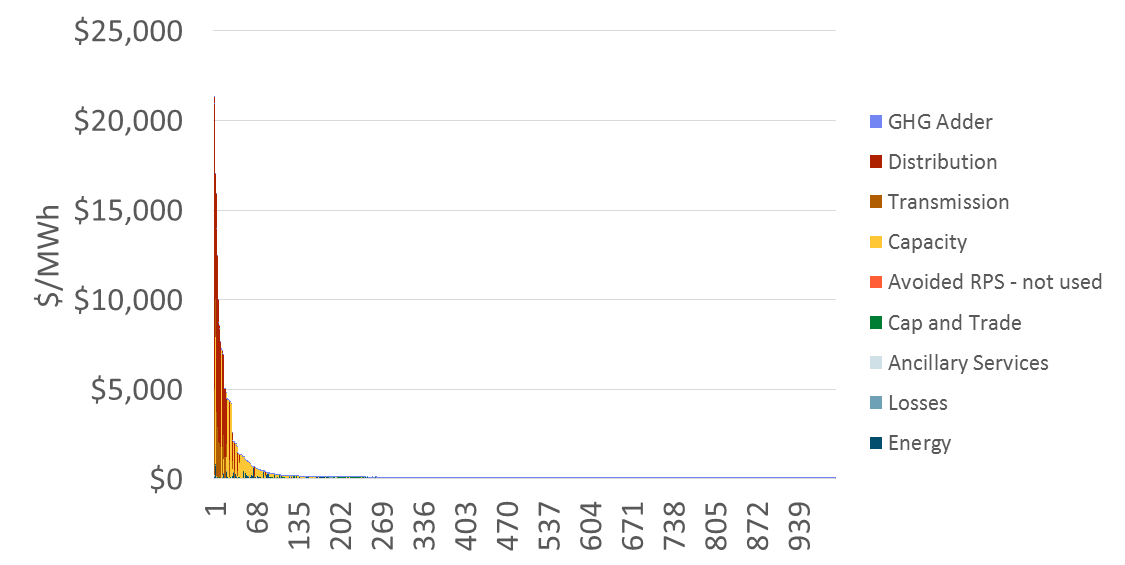 $25,000
$20,000
$15,000
$10,000
$5,000
$0
$/MWh
1
68
135
202
269
336
403
470
537
604
671
738
805
872
939
GHG Adder
Distribution
Transmission
Capacity
Avoided RPS - not used
Cap and Trade
Ancillary Services
Losses
Energy